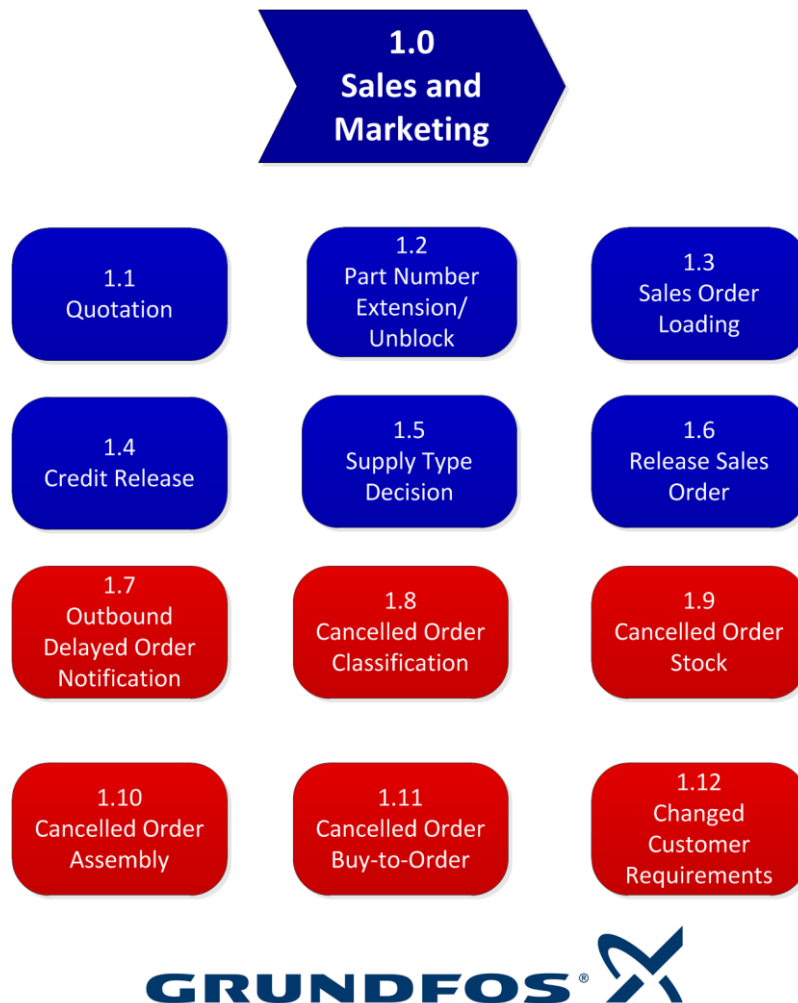 1.0
Sales and
Marketing
1.1
Quotation
1.2
Part Number
Extension/
Unblock
1.3
Sales Order
Loading
1.4
Credit Release
1.5
Supply Type
Decision
1.6
Release Sales
Order
1.7
Outbound
Delayed Order
Notification
1.8
Cancelled Order
Classification
1.9
Cancelled Order
Stock
1.10
Cancelled Order
Assembly
1.11
Cancelled Order
Buy-to-Order
1.12
Changed
Customer
Requirements
GRUNDFOS®